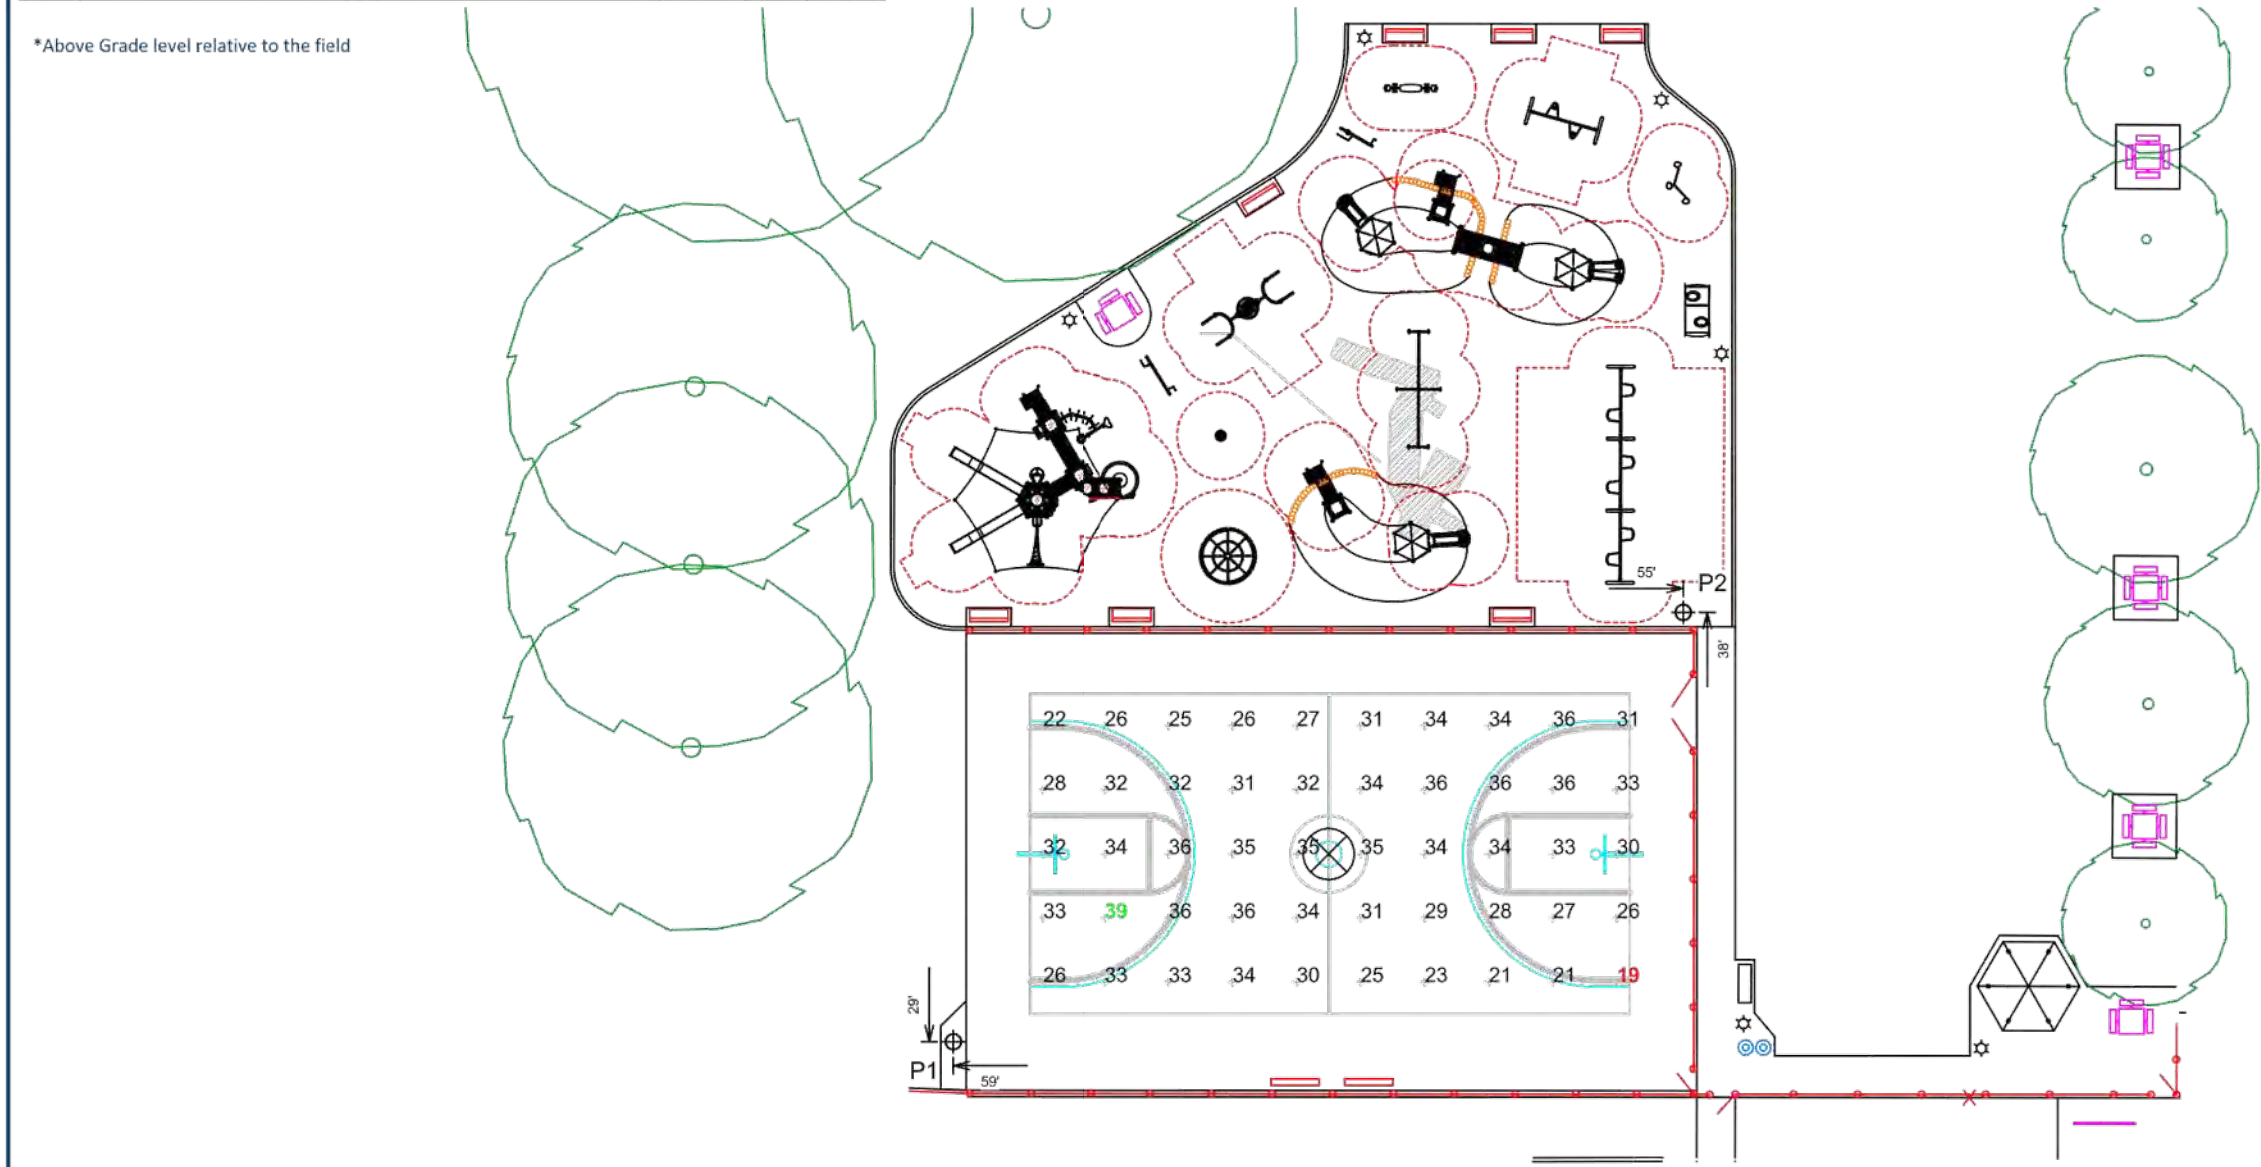 *Above Grade level relative to the field
55'
P2
38'
22 26 25 26 27 31 34 34 36 31
28 32 32 31 32 34 36 36 36 33
32 34 36 35 35 35 34 34 33 30
33 39 36 36 34 31 29 28 27 26
26 33 33 34 30 25 23 21 21 19
29'
P1
59'